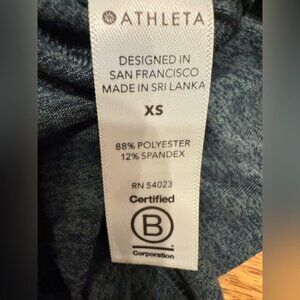 ATHLETA
DESIGNED IN
SAN FRANCISCO
MADE IN SRI LANKA
XS
88% POLYESTER
12% SPANDEX
RN 54023
Certified
B
Corporation